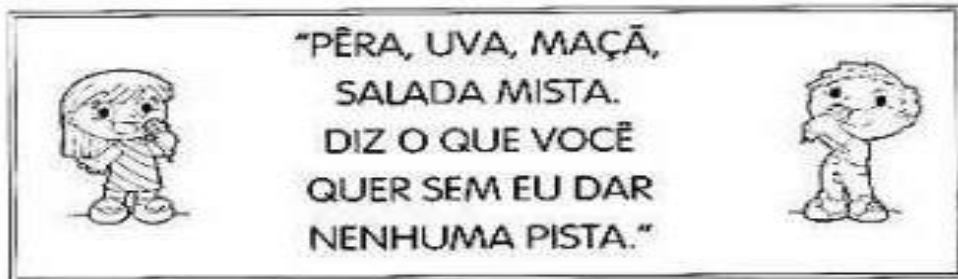 "PÊRA, UVA, MAÇÃ,
SALADA MISTA.
DIZ O QUE VOCÊ
QUER SEM EU DAR
NENHUMA PISTA."